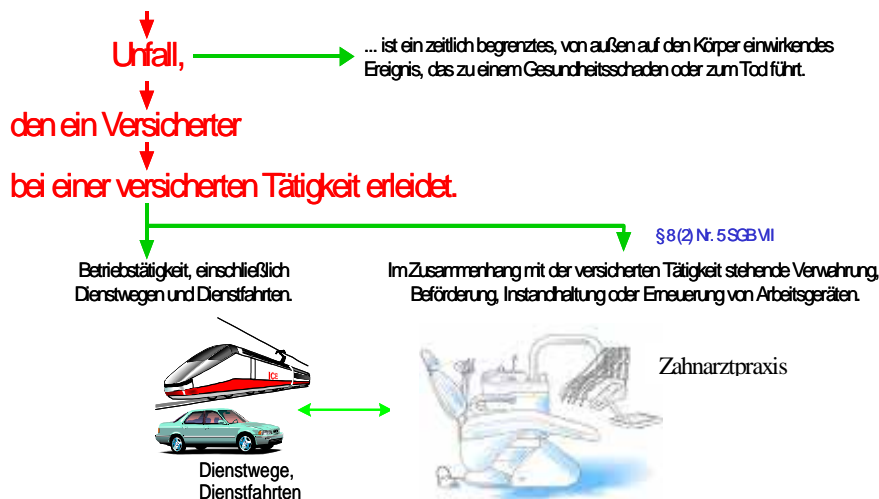 Unfall,
... ist ein zeitlich begrenztes, von außen auf den Körper einwirkendes
Ereignis, das zu einem Gesundheitsschaden oder zum Tod führt.
den ein Versicherter
bei einer versicherten Tätigkeit erleidet.
§ 8 (2) Nr. 5 SGB VII
Betriebstätigkeit, einschließlich
Dienstwegen und Dienstfahrten.
Im Zusammenhang mit der versicherten Tätigkeit stehende Verwahrung,
Beförderung, Instandhaltung oder Erneuerung von Arbeitsgeräten.
Zahnarztpraxis
ICE
Dienstwege,
Dienstfahrten